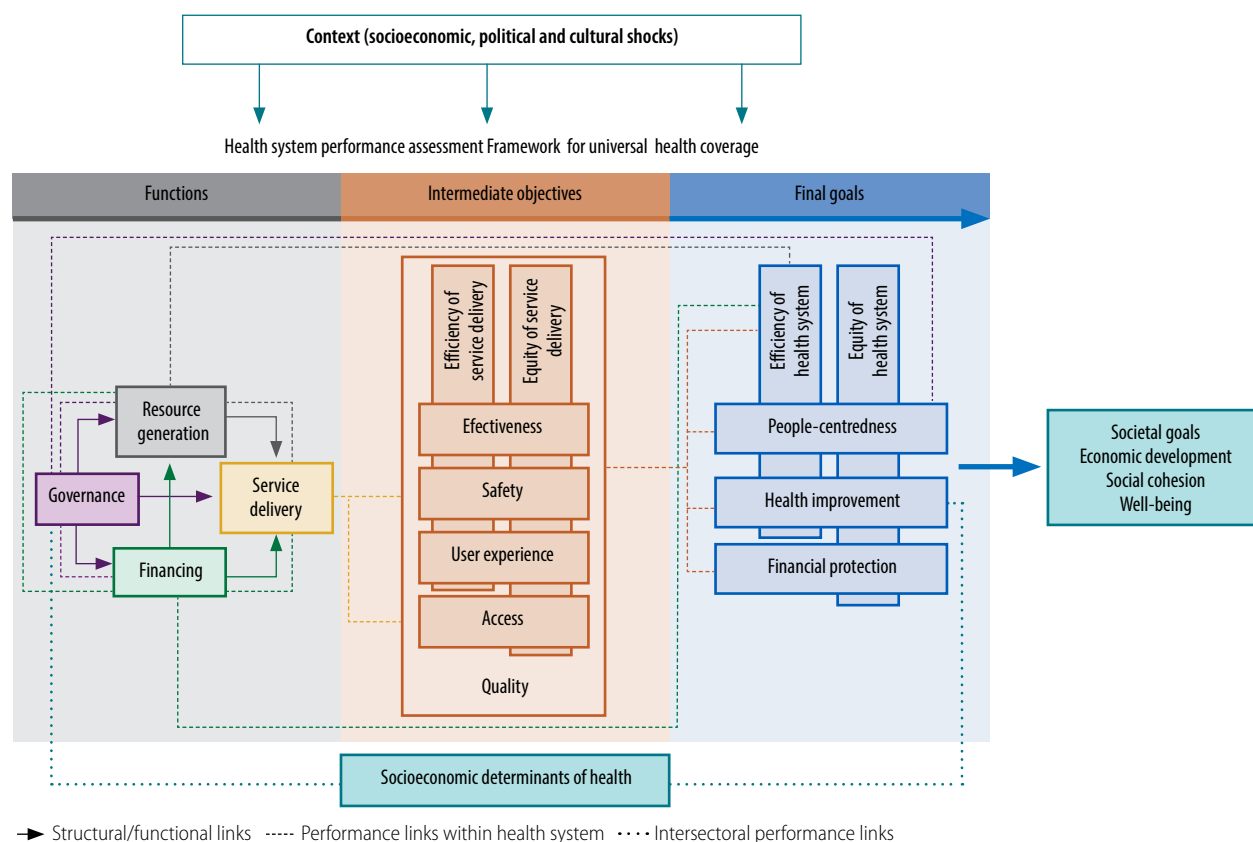 Context (socioeconomic, political and cultural shocks)
Health system performance assessment Framework for universal health coverage
Functions
Intermediate objectives
Final goals
Efficiency of
service delivery
Equity of service
delivery
Efficiency of
health system
Equity of
health system
Resource
generation
Governance
Service
delivery
Financing
Efectiveness
Safety
User experience
Access
Quality
People-centredness
Health improvement
Financial protection
Societal goals
Economic development
Social cohesion
Well-being
Socioeconomic determinants of health
Structural/functional links
Performance links within health system
Intersectoral performance links